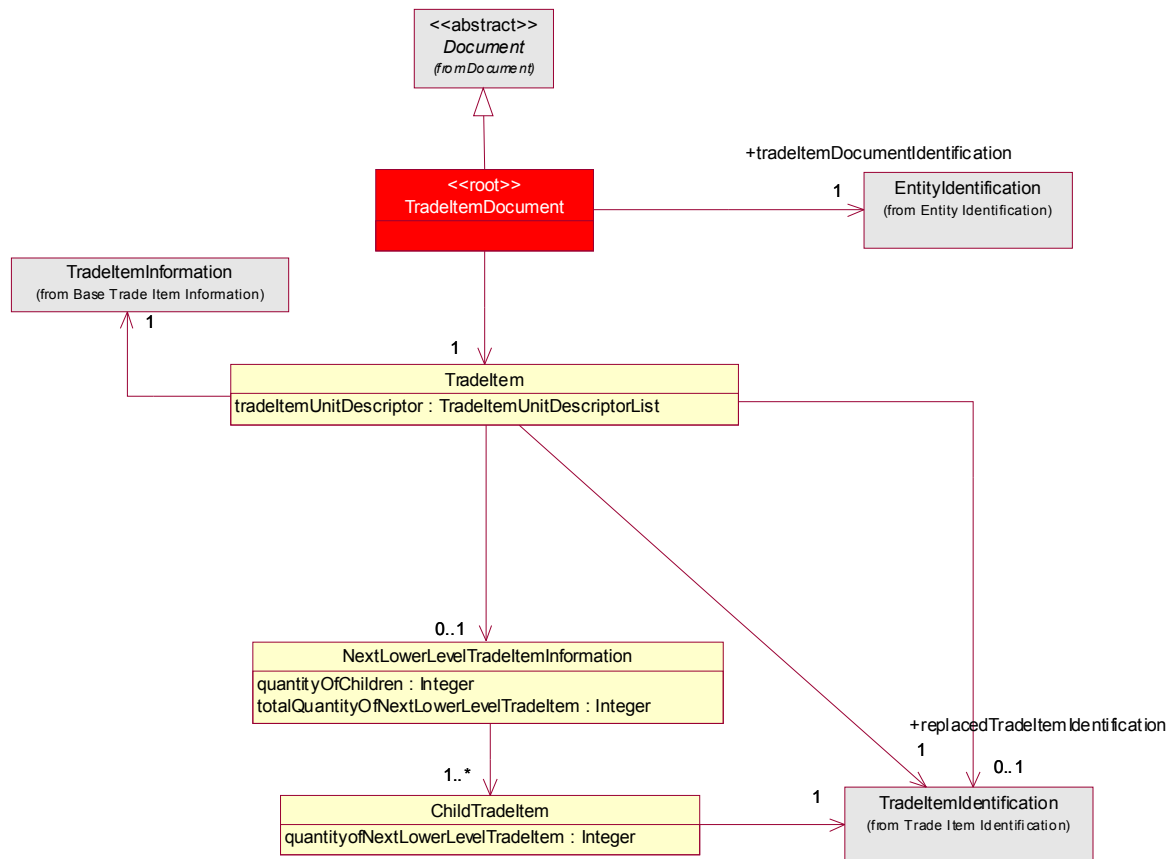 <<abstract>>
Document
(from Document)
+tradeItemDocumentIdentification
<<root>>
TradeItemDocument
1
EntityIdentification
(from Entity Identification)
TradeItemInformation
(from Base Trade Item Information)
1
1
TradeItem
tradeItemUnitDescriptor : TradeItemUnitDescriptorList
0..1
NextLowerLevelTradeItemInformation
quantityOfChildren : Integer
totalQuantityOfNextLowerLevelTradeItem : Integer
+replacedTradeItemIdentification
1
0..1
1..*
ChildTradeItem
quantityofNextLowerLevelTradeItem : Integer
1
TradeItemIdentification
(from Trade Item Identification)